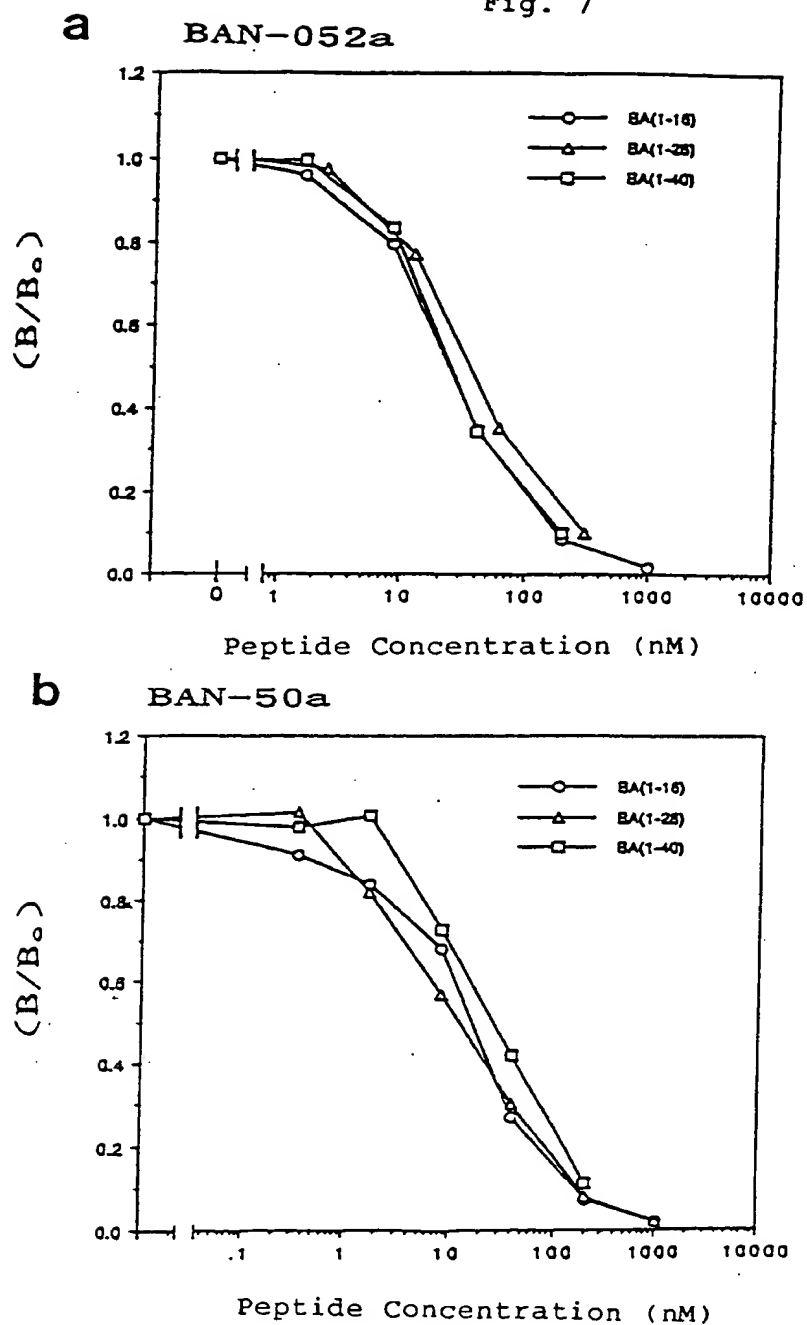 Fig. 7
a BAN-052a
1.2
1.0
0.8
0.6
0.4
0.2
0.0
(B/B₀)
BA(1-16)
BA(1-28)
BA(1-40)
0 1 10 100 1000 10000
Peptide Concentration (nM)
b BAN-50a
1.2
1.0
0.8
0.6
0.4
0.2
0.0
(B/B₀)
BA(1-16)
BA(1-28)
BA(1-40)
.1 1 10 100 1000 10000
Peptide Concentration (nM)